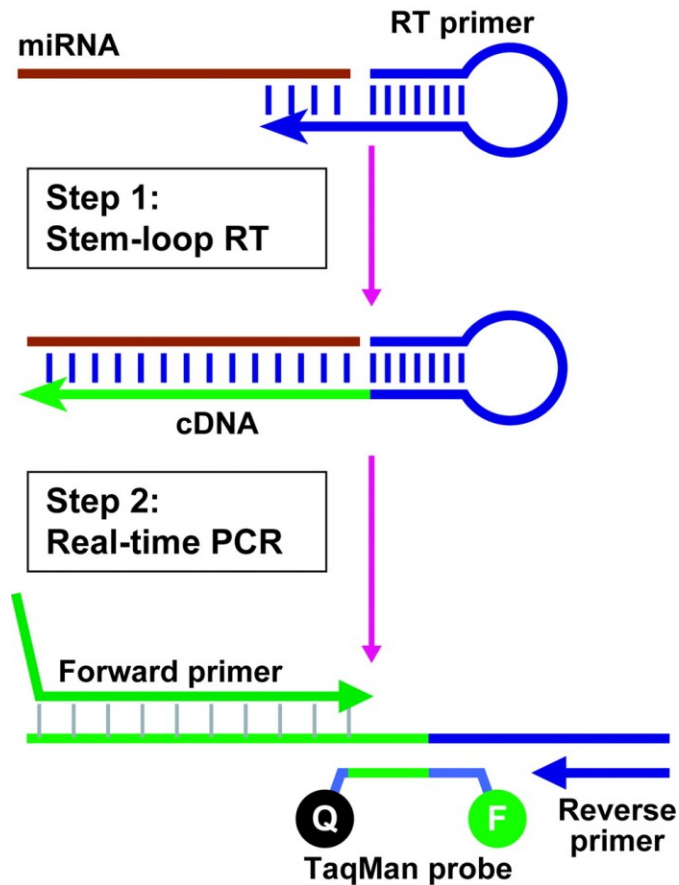 RT primer
miRNA
Step 1:
Stem-loop RT
cDNA
Step 2:
Real-time PCR
Forward primer
Q
F
Reverse
primer
TaqMan probe